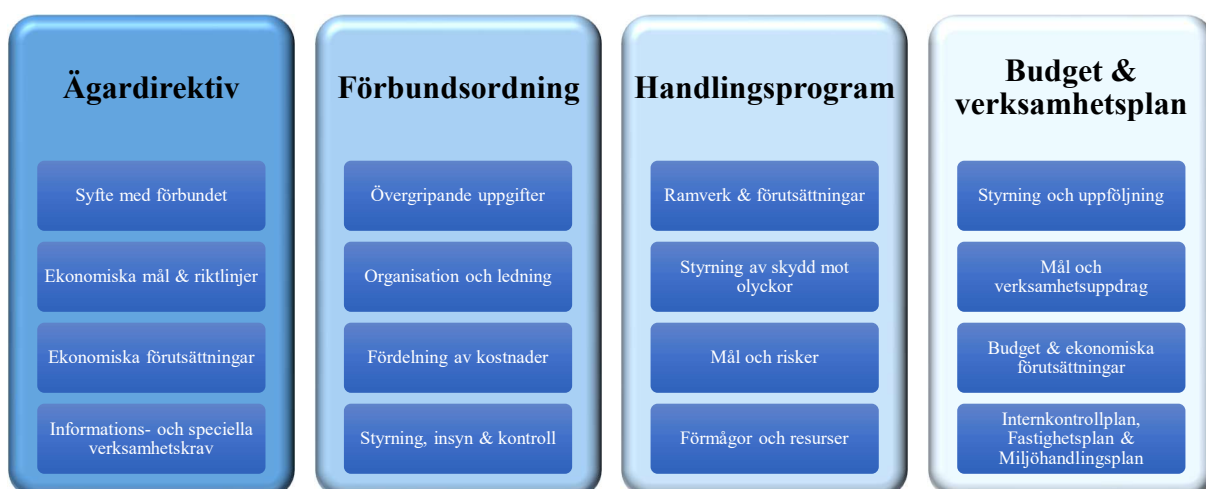 Ägardirektiv
Syfte med förbundet
Ekonomiska mål & riktlinjer
Ekonomiska förutsättningar
Informations- och speciella
verksamhetskrav
Förbundsordning
Övergripande uppgifter
Organisation och ledning
Fördelning av kostnader
Styrning, insyn & kontroll
Handlingsprogram
Ramverk & förutsättningar
Styrning av skydd mot
olyckor
Mål och risker
Förmågor och resurser
Budget &
verksamhetsplan
Styrning och uppföljning
Mål och
verksamhetsuppdrag
Budget & ekonomiska
förutsättningar
Internkontrollplan,
Fastighetsplan &
Miljöhandlingsplan